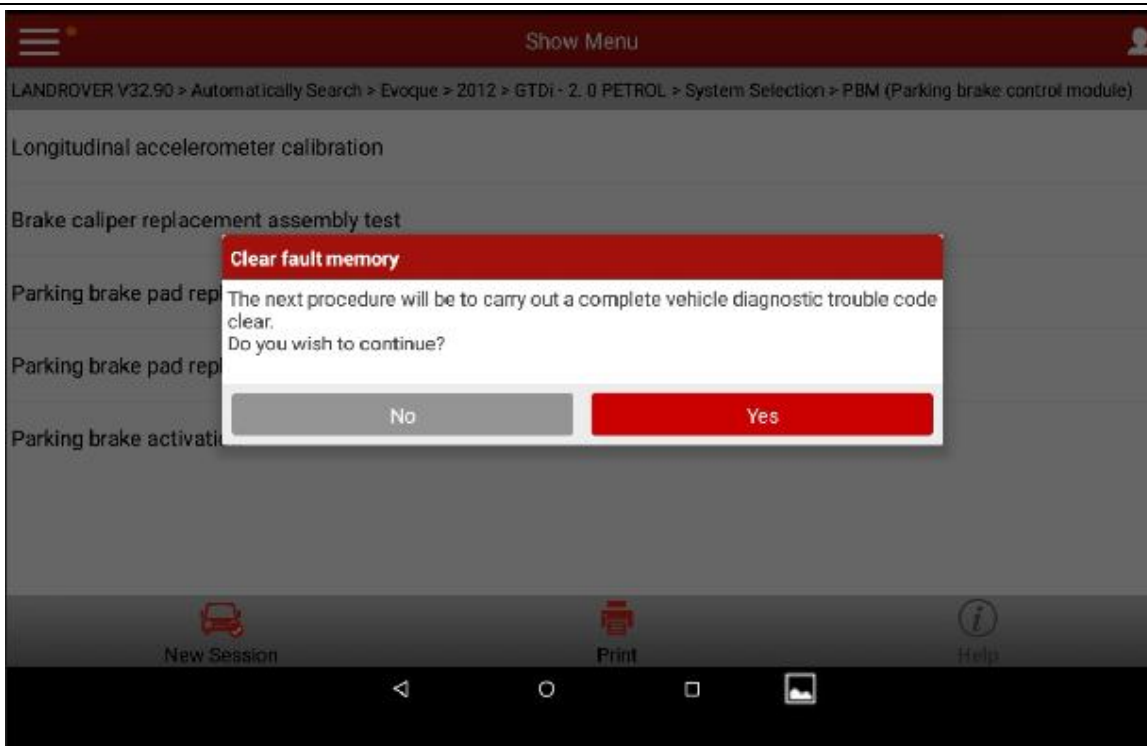 Show Menu
LANDROVER V32.90 > Automatically Search > Evoque > 2012 > GTDi - 2. 0 PETROL > System Selection > PBM (Parking brake control module)
Longitudinal accelerometer calibration
Brake caliper replacement assembly test
Clear fault memory
Parking brake pad repl
The next procedure will be to carry out a complete vehicle diagnostic trouble code
clear.
Do you wish to continue?
Parking brake pad repl
No
Yes
Parking brake activati
New Session
Print
Help